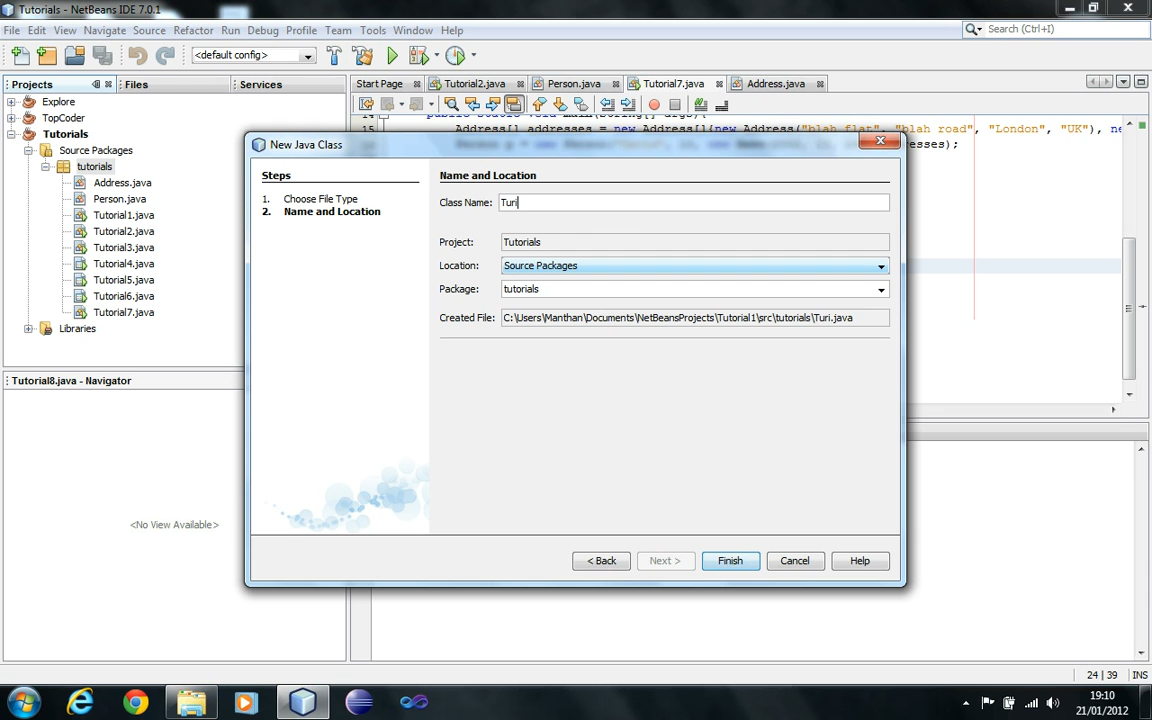 Tutorials - NetBeans IDE 7.0.1
File Edit View Navigate Source Refactor Run Debug Profile Team Tools Window Help
Search (Ctrl+I)
<default config>
Projects
Files
Services
Start Page
Tutorial2.java
Person.java
Tutorial7.java
Address.java
Explore
TopCoder
Tutorials
Source Packages
tutorials
Address.java
Person.java
Tutorial1.java
Tutorial2.java
Tutorial3.java
Tutorial4.java
Tutorial5.java
Tutorial6.java
Tutorial7.java
Libraries
15 Address[] addresses = new Address[]{new Address("blah flat", "blah road", "London", "UK"), ne
New Java Class
Steps
1. Choose File Type
2. Name and Location
Name and Location
Class Name: Turi
Project: Tutorials
Location: Source Packages
Package: tutorials
Created File: C:\Users\Manthan\Documents\NetBeansProjects\Tutorial1\src\tutorials\Turi.java
< Back Next > Finish Cancel Help
Tutorial8.java - Navigator
<No View Available>
24 | 39 INS
19:10
21/01/2012